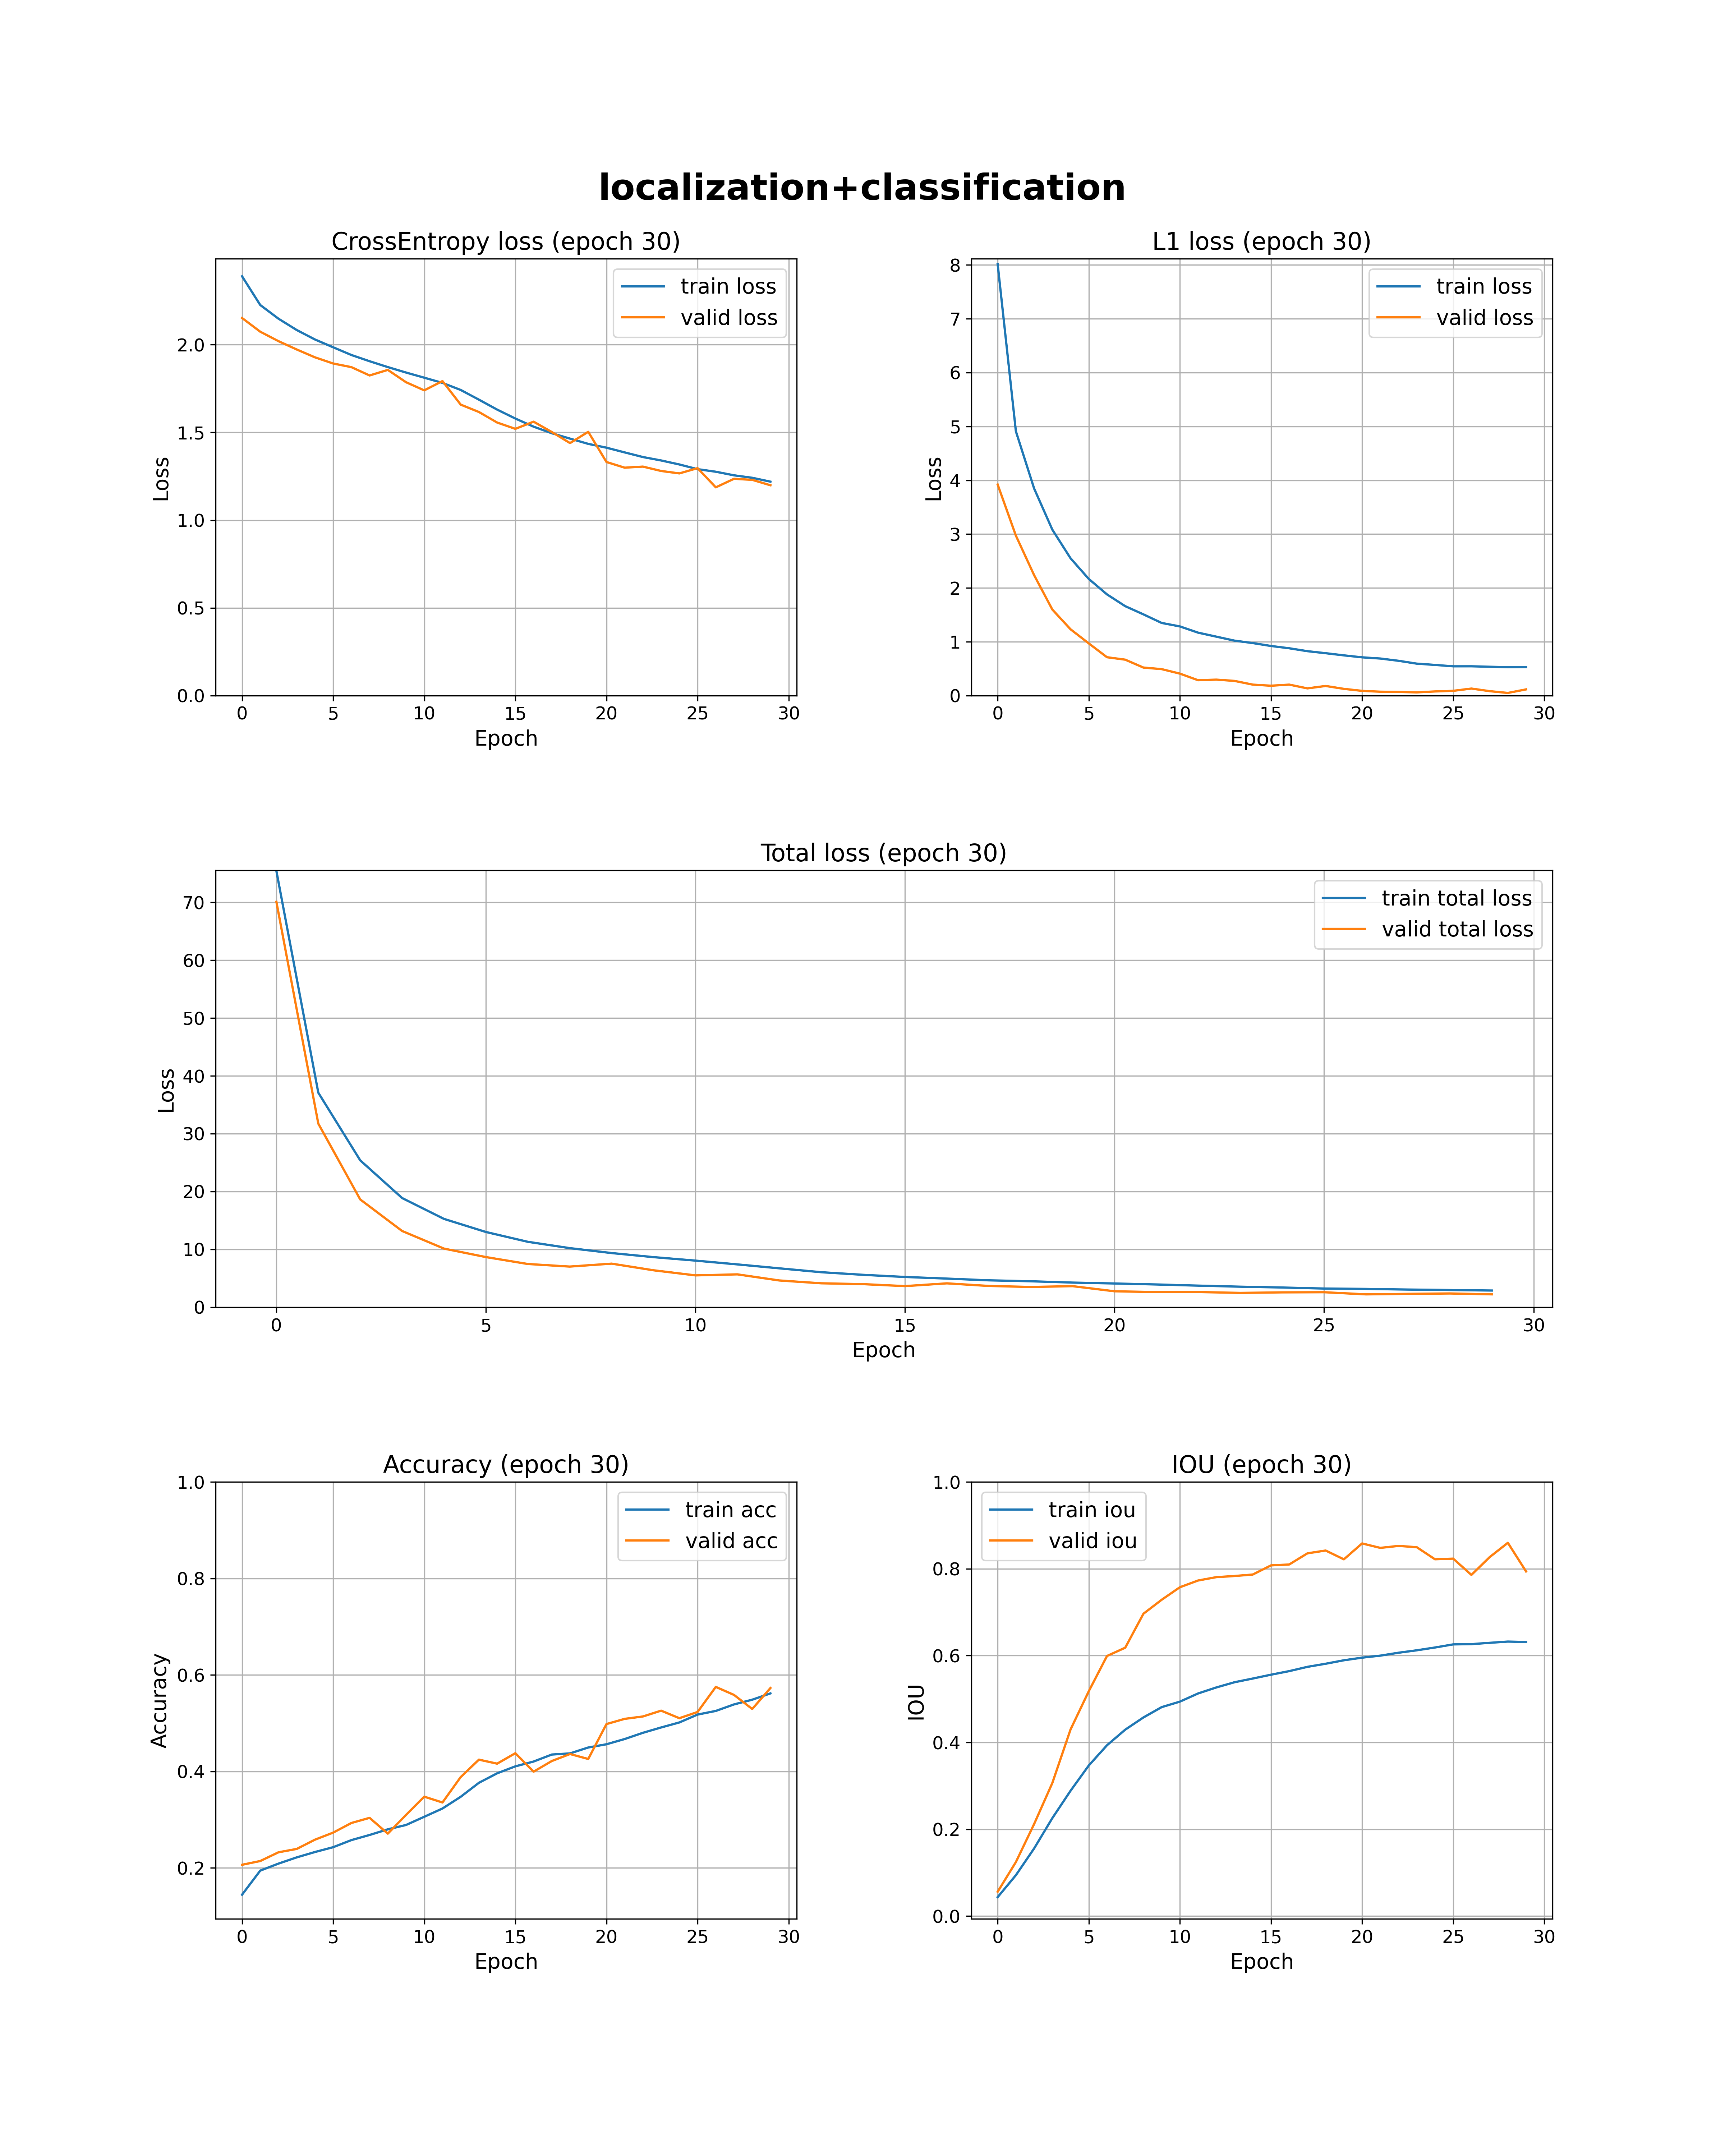 localization+classification
CrossEntropy loss (epoch 30)
train loss
valid loss
2.0
1.5
1.0
0.5
0.0
Loss
0 5 10 15 20 25 30
Epoch
L1 loss (epoch 30)
train loss
valid loss
8
7
6
5
4
3
2
1
0
Loss
0 5 10 15 20 25 30
Epoch
Total loss (epoch 30)
train total loss
valid total loss
70
60
50
40
30
20
10
0
Loss
0 5 10 15 20 25 30
Epoch
Accuracy (epoch 30)
train acc
valid acc
1.0
0.8
0.6
0.4
0.2
Accuracy
0 5 10 15 20 25 30
Epoch
IOU (epoch 30)
train iou
valid iou
1.0
0.8
0.6
0.4
0.2
0.0
IOU
0 5 10 15 20 25 30
Epoch